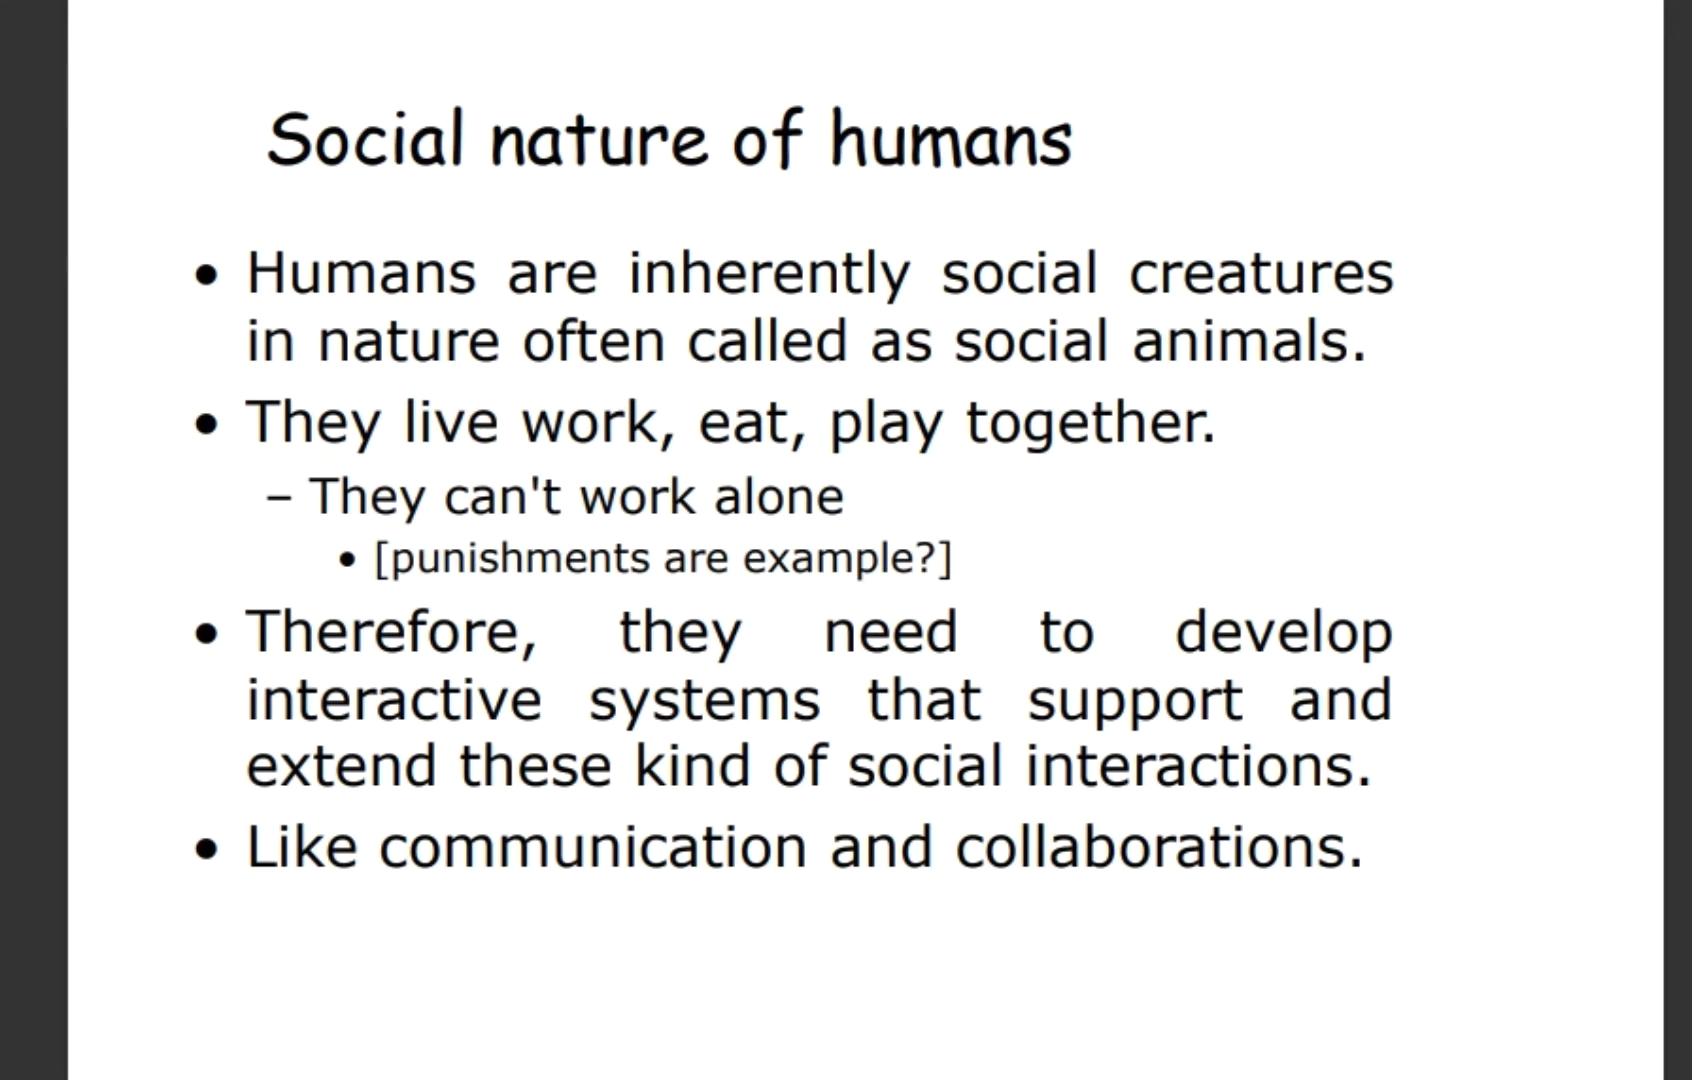 Social nature of humans
• Humans are inherently social creatures
in nature often called as social animals.
• They live work, eat, play together.
– They can't work alone
• [punishments are example?]
• Therefore, they need to develop
interactive systems that support and
extend these kind of social interactions.
• Like communication and collaborations.